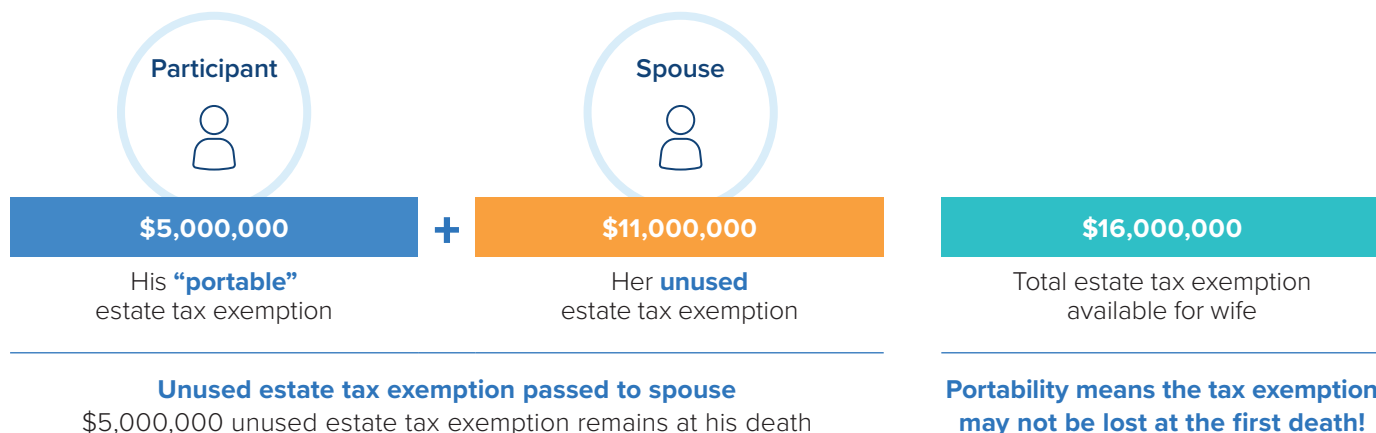 Participant
Spouse
$5,000,000
+
$11,000,000
$16,000,000
His “portable”
estate tax exemption
Her unused
estate tax exemption
Total estate tax exemption
available for wife
Unused estate tax exemption passed to spouse
$5,000,000 unused estate tax exemption remains at his death
Portability means the tax exemption
may not be lost at the first death!